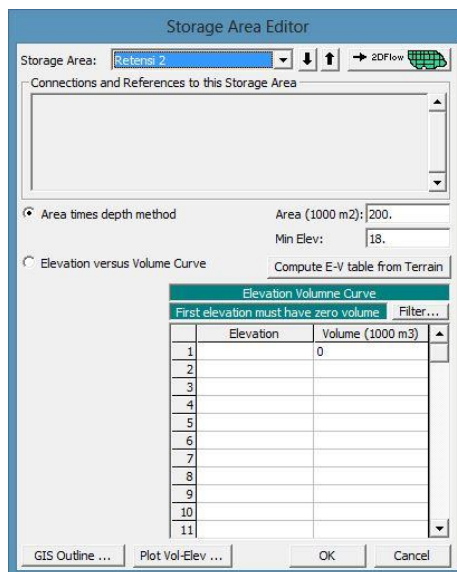 Storage Area Editor
Storage Area: Retensi 2 2DFlow
Connections and References to this Storage Area
Area times depth method Area (1000 m2): 200.
Min Elev: 18.
Elevation versus Volume Curve Compute E-V table from Terrain
Elevation Volumne Curve
First elevation must have zero volume Filter...
Elevation Volume (1000 m3)
1 0
2
3
4
5
6
7
8
9
10
11
GIS Outline ... Plot Vol-Elev ... OK Cancel